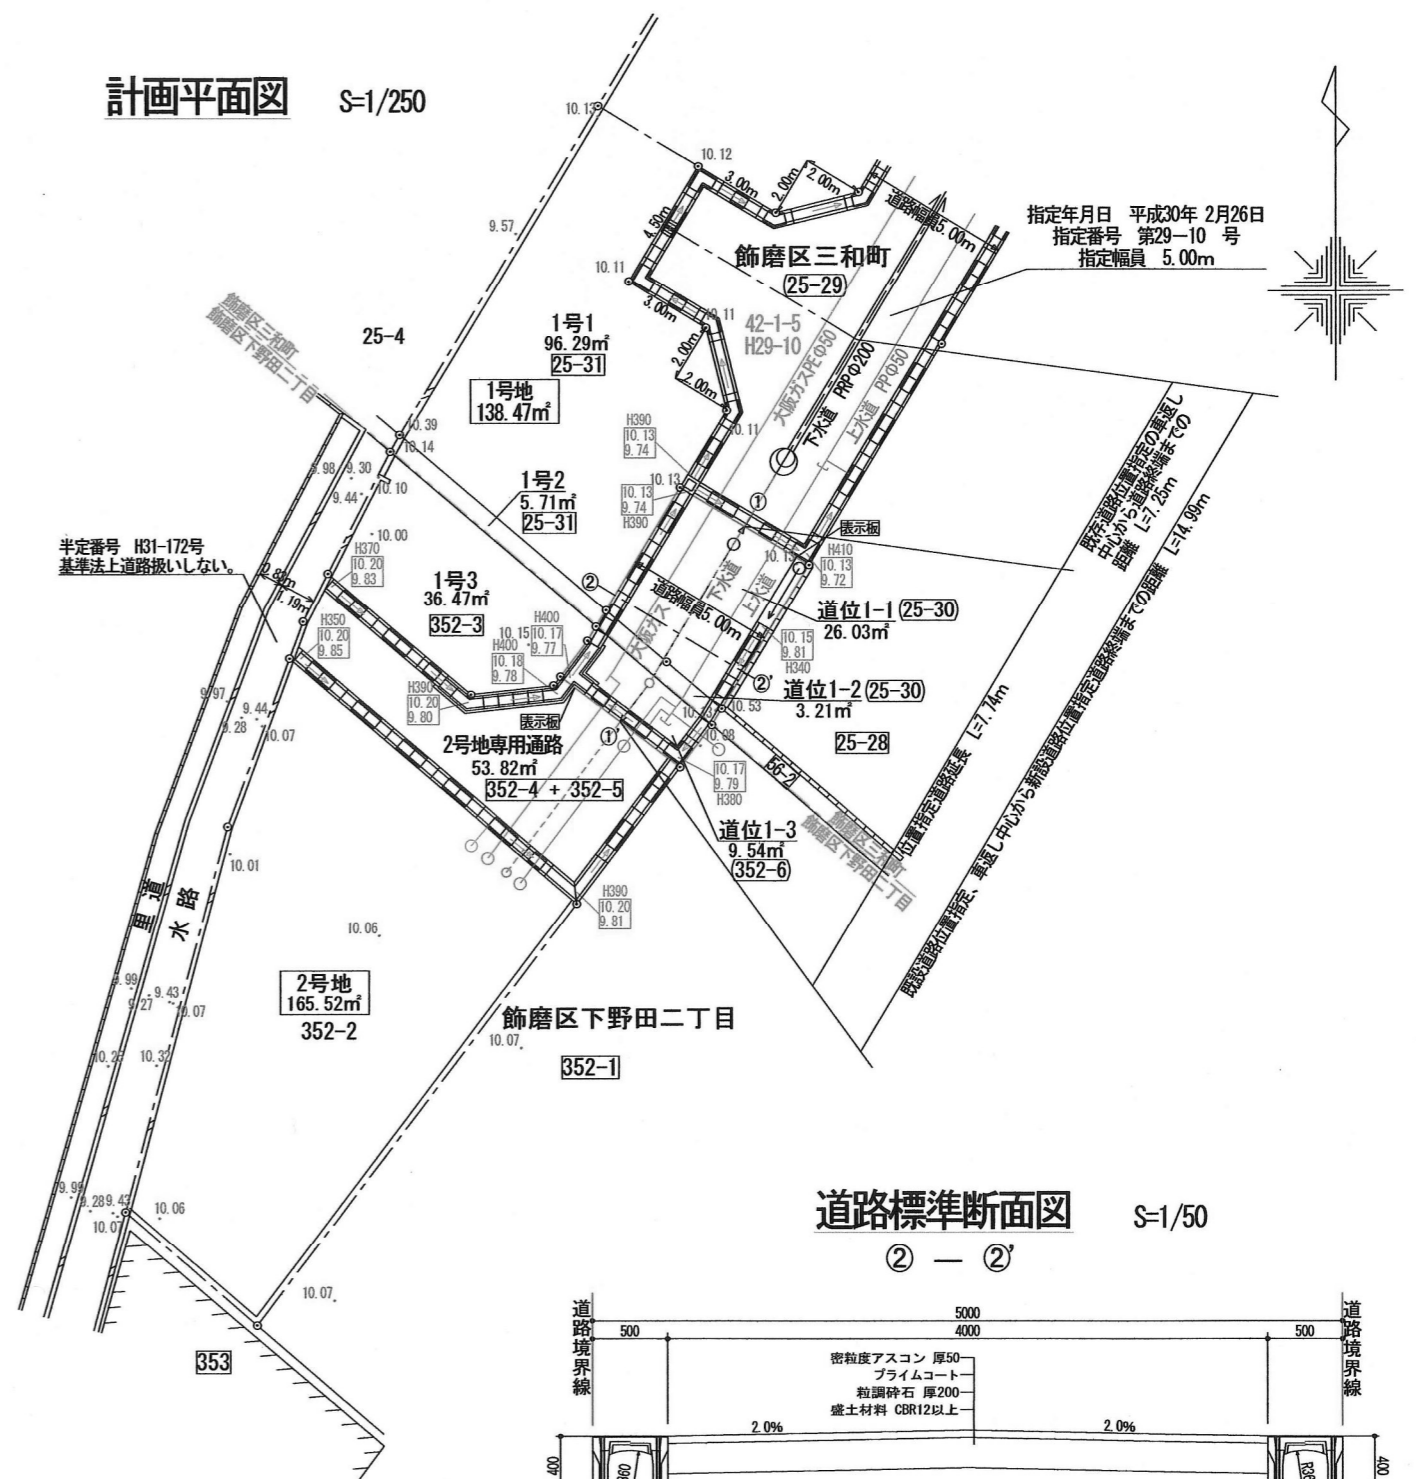 計画平面図 S=1/250
10.13
10.12
3.00m
2.00m
2.00m
道路幅員5.00m
指定年月日 平成30年 2月26日
指定番号 第29-10 号
指定幅員 5.00m
9.57
4.50m
飾磨区三和町
(25-29)
10.11
3.00m
10.11
42-1-5
H29-10
飾磨区三和町
飾磨区下野田二丁目
25-4
1号1
96.29㎡
25-31
1号地
138.47㎡
2.00m
2.00m
大阪ガスPEΦ50
下水道 PRPΦ200
上水道 PPΦ50
10.11
10.39
10.14
H390
10.13
9.74
10.13
10.13
9.74
H390
①
表示板
既存道路位置指定の車返し
中心から道路終端までの
距離 L=7.25m
9.30
9.44
10.10
10.00
1号2
5.71㎡
25-31
半定番号 H31-172号
基準法上道路扱いしない。
1.19m
H370
10.20
9.83
1号3
36.47㎡
352-3
②
道路幅員5.00m
大阪ガス
下水道
上水道
10.13
H410
10.13
9.72
道位1-1 (25-30)
26.03㎡
H350
10.20
9.85
H400
10.15
10.17
9.77
H400
10.18
9.78
10.15
9.81
H340
②'
道位1-2 (25-30)
3.21㎡
H390
10.20
9.80
表示板
①'
10.53
25-28
9.97
9.44
9.28
10.07
2号地専用通路
53.82㎡
352-4 + 352-5
10.17
9.79
H380
56-2
位置指定道路延長 L=7.74m
既設道路位置指定、車返し中心から新設道路位置指定道路終端までの距離 L=14.99m
道位1-3
9.54㎡
(352-6)
飾磨区三和町
飾磨区下野田二丁目
10.01
里道
水路
H390
10.20
9.81
10.06
2号地
165.52㎡
352-2
9.43
9.27
10.07
飾磨区下野田二丁目
10.07
352-1
10.32
9.99
9.28
9.43
10.07
10.06
10.07
353
道路標準断面図 S=1/50
② — ②'
道路境界線
道路境界線
5000
500
4000
500
密粒度アスコン 厚50
プライムコート
粒調砕石 厚200
盛土材料 CBR12以上
2.0%
2.0%
400
400